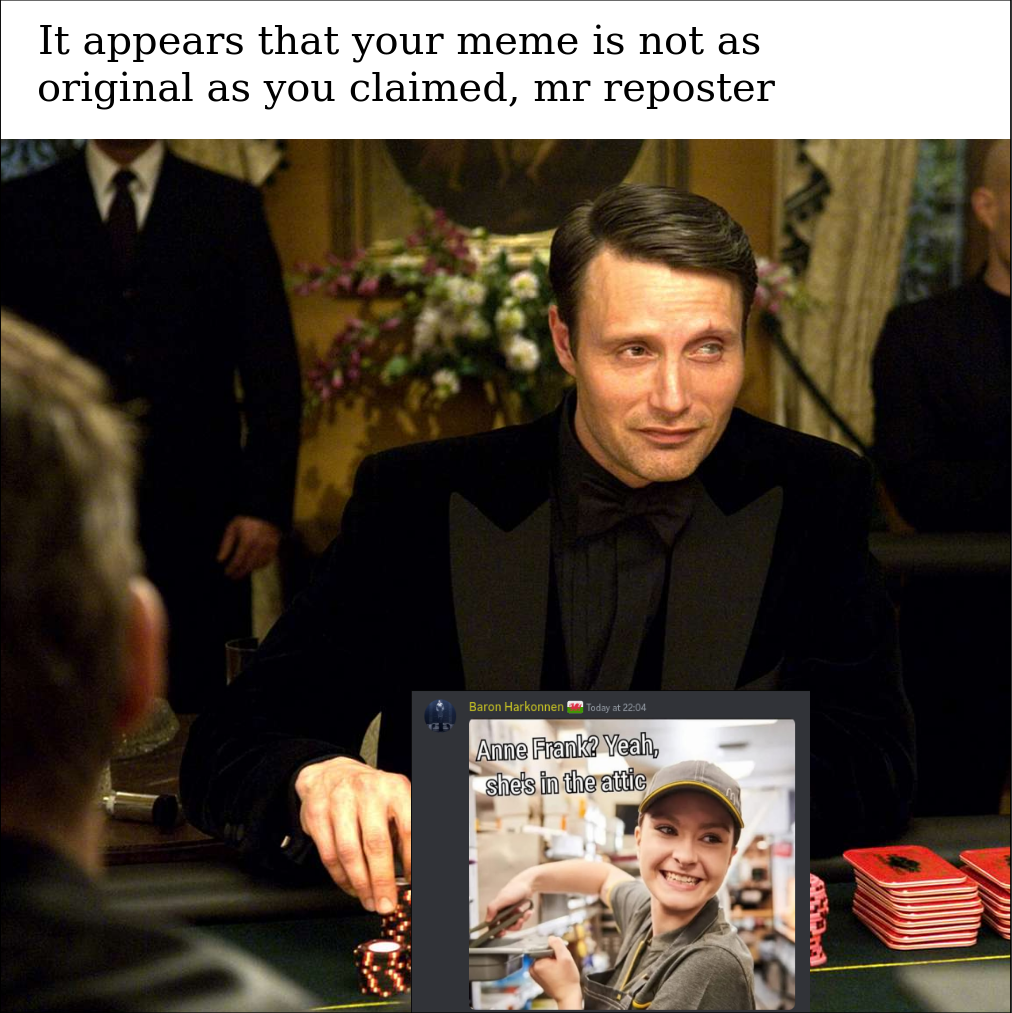 It appears that your meme is not as
original as you claimed, mr reposter
Baron Harkonnen Today at 22:04
Anne Frank? Yeah,
she's in the attic